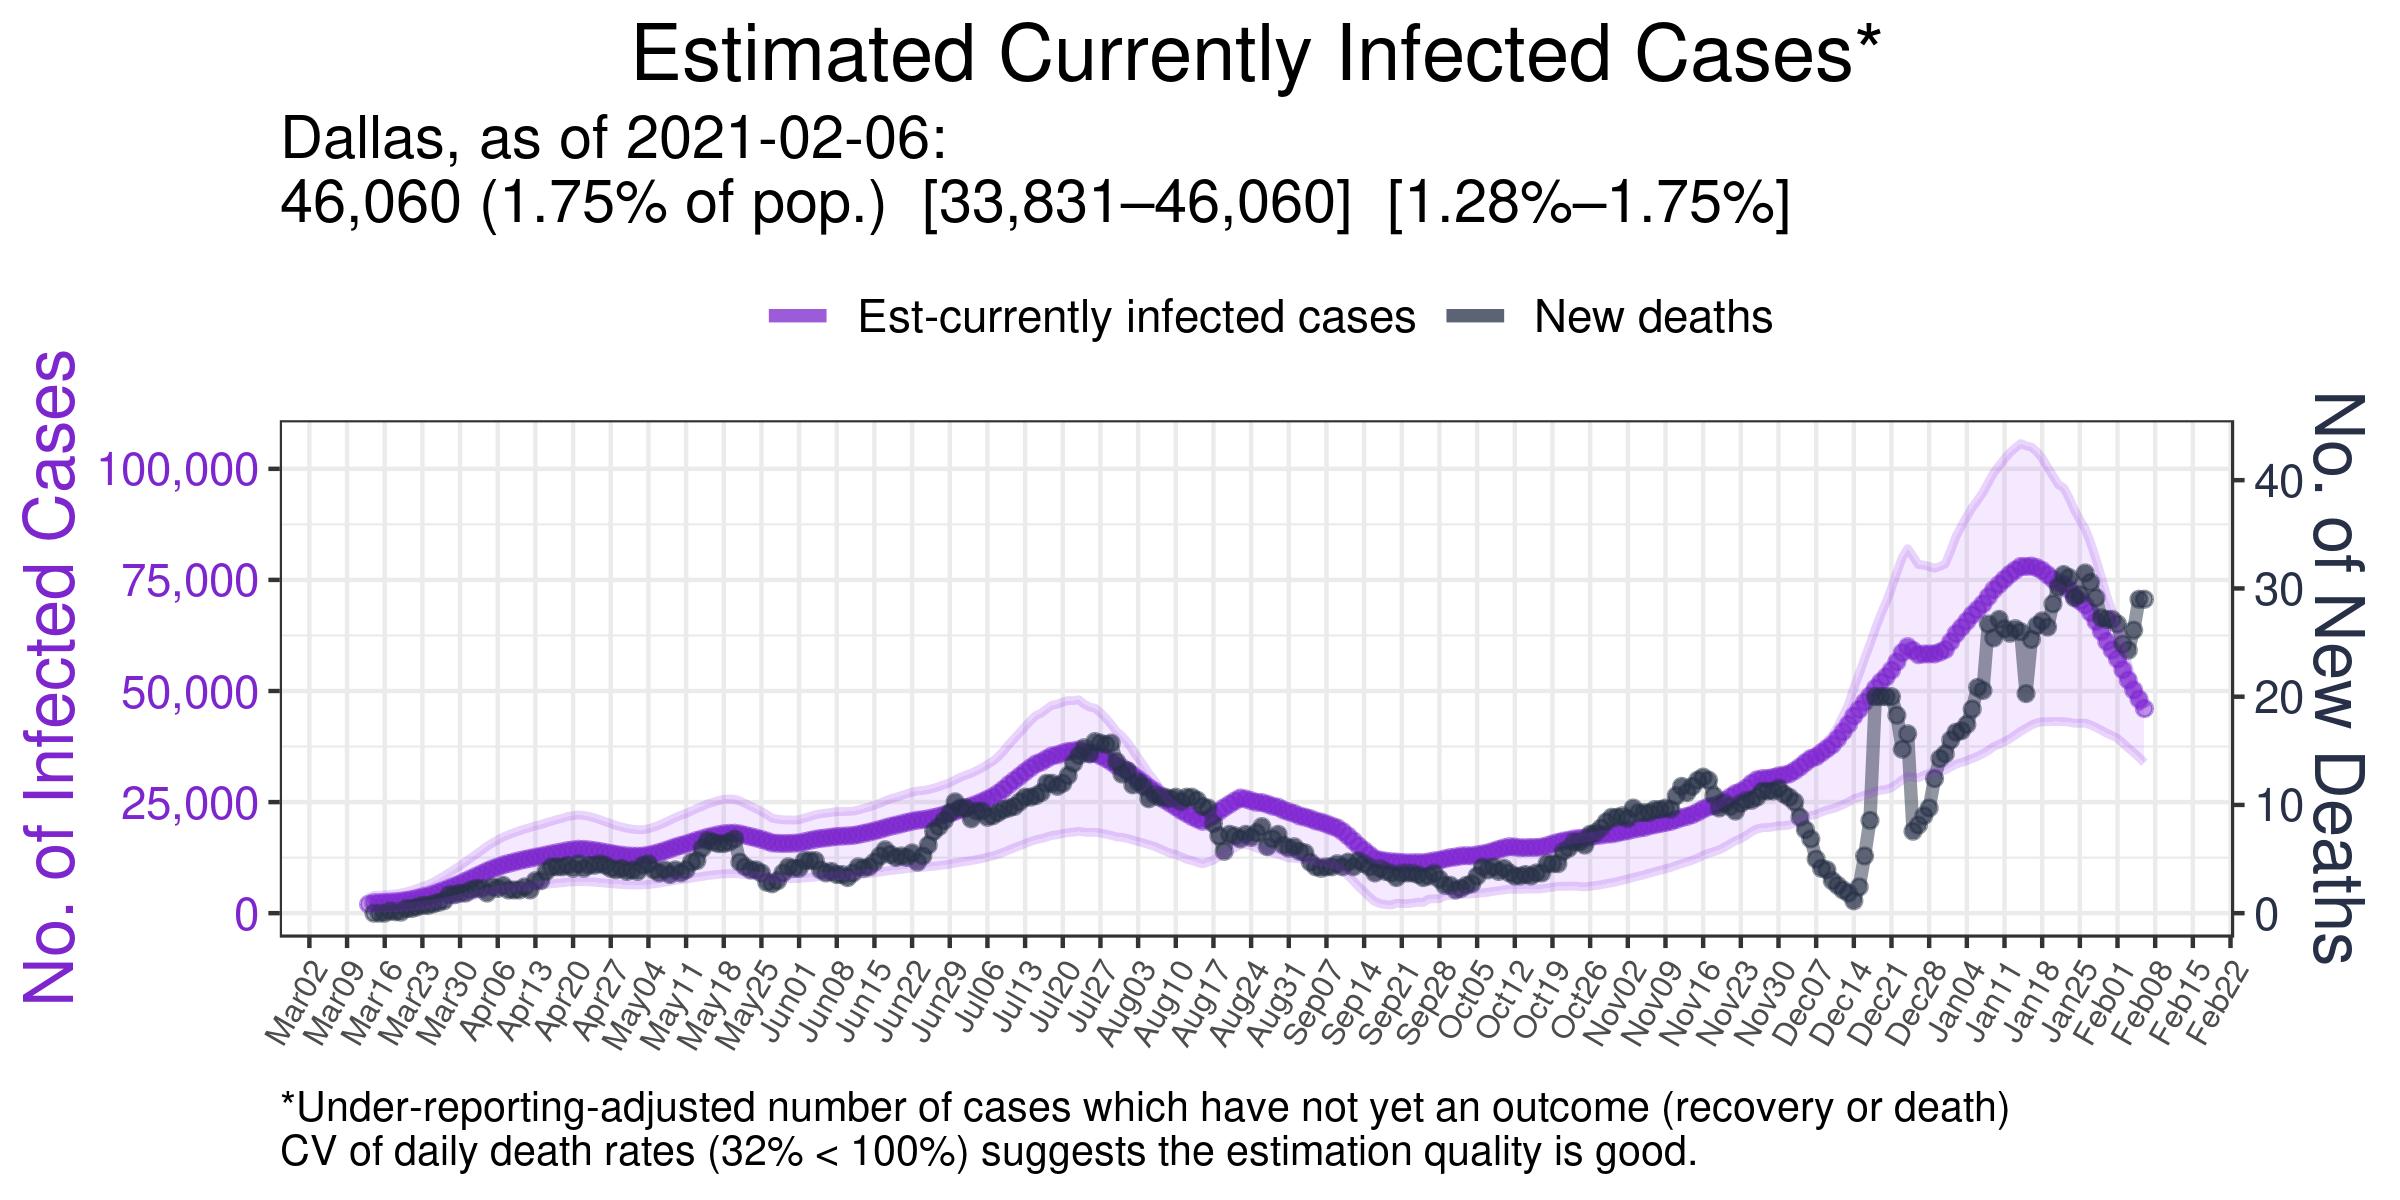 Estimated Currently Infected Cases*
Dallas, as of 2021-02-06:
46,060 (1.75% of pop.) [33,831–46,060] [1.28%–1.75%]
Est-currently infected cases New deaths
No. of Infected Cases
100,000
75,000
50,000
25,000
0
40
30
20
10
0
No. of New Deaths
Mar02 Mar09 Mar16 Mar23 Mar30 Apr06 Apr13 Apr20 Apr27 May04 May11 May18 May25 Jun01 Jun08 Jun15 Jun22 Jun29 Jul06 Jul13 Jul20 Jul27 Aug03 Aug10 Aug17 Aug24 Aug31 Sep07 Sep14 Sep21 Sep28 Oct05 Oct12 Oct19 Oct26 Nov02 Nov09 Nov16 Nov23 Nov30 Dec07 Dec14 Dec21 Dec28 Jan04 Jan11 Jan18 Jan25 Feb01 Feb08 Feb15 Feb22
*Under-reporting-adjusted number of cases which have not yet an outcome (recovery or death)
CV of daily death rates (32% < 100%) suggests the estimation quality is good.